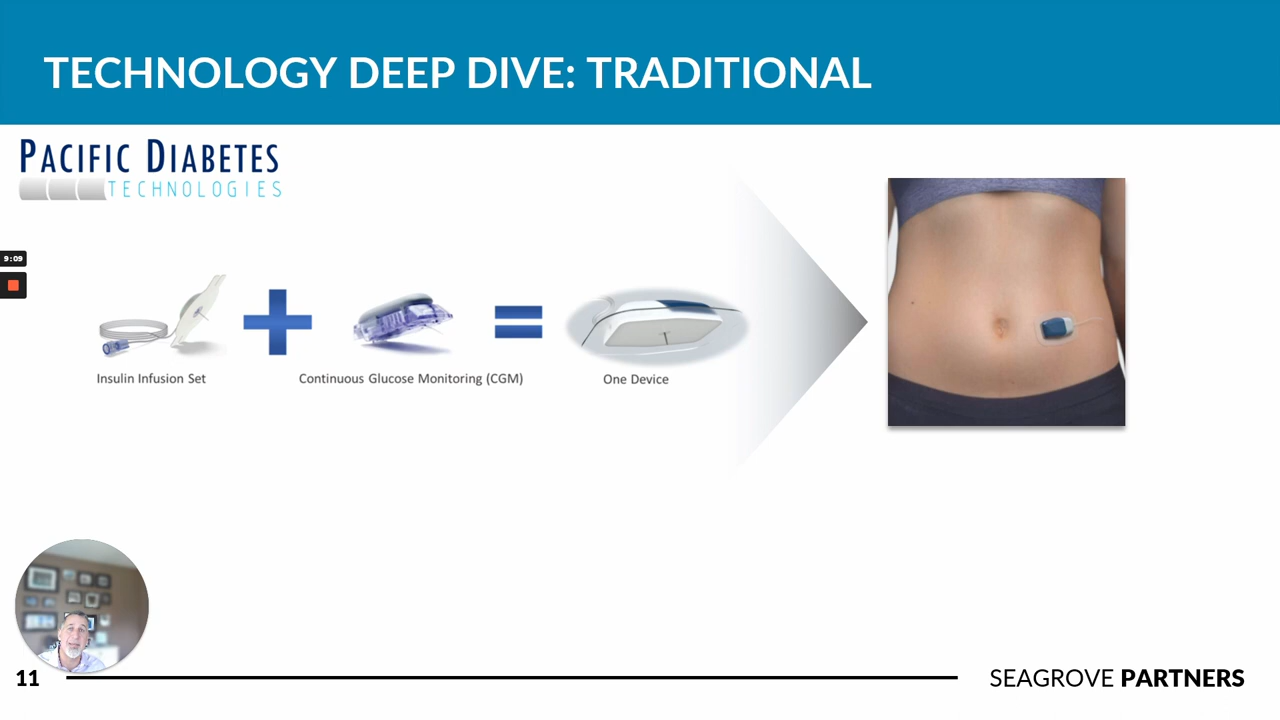 TECHNOLOGY DEEP DIVE: TRADITIONAL
PACIFIC DIABETES
TECHNOLOGIES
9:09
Insulin Infusion Set
Continuous Glucose Monitoring (CGM)
One Device
11
SEAGROVE PARTNERS